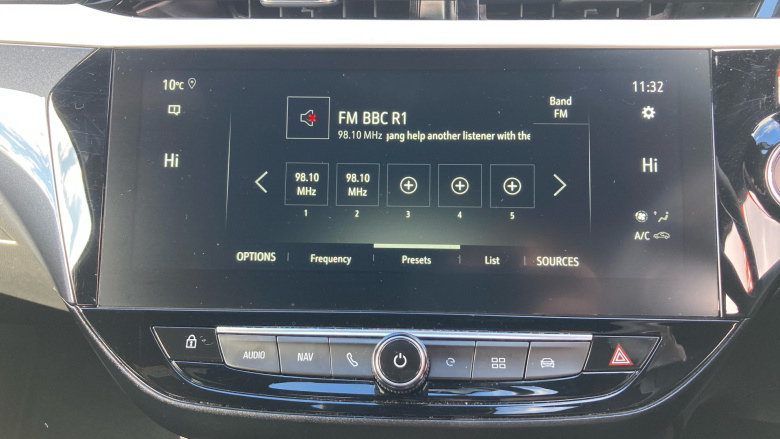 10°C
11:32
FM BBC R1
98.10 MHz ang help another listener with the
Band
FM
Hi
Hi
98.10
MHz
98.10
MHz
1
2
3
4
5
A/C
OPTIONS
Frequency
Presets
List
SOURCES
AUDIO
NAV